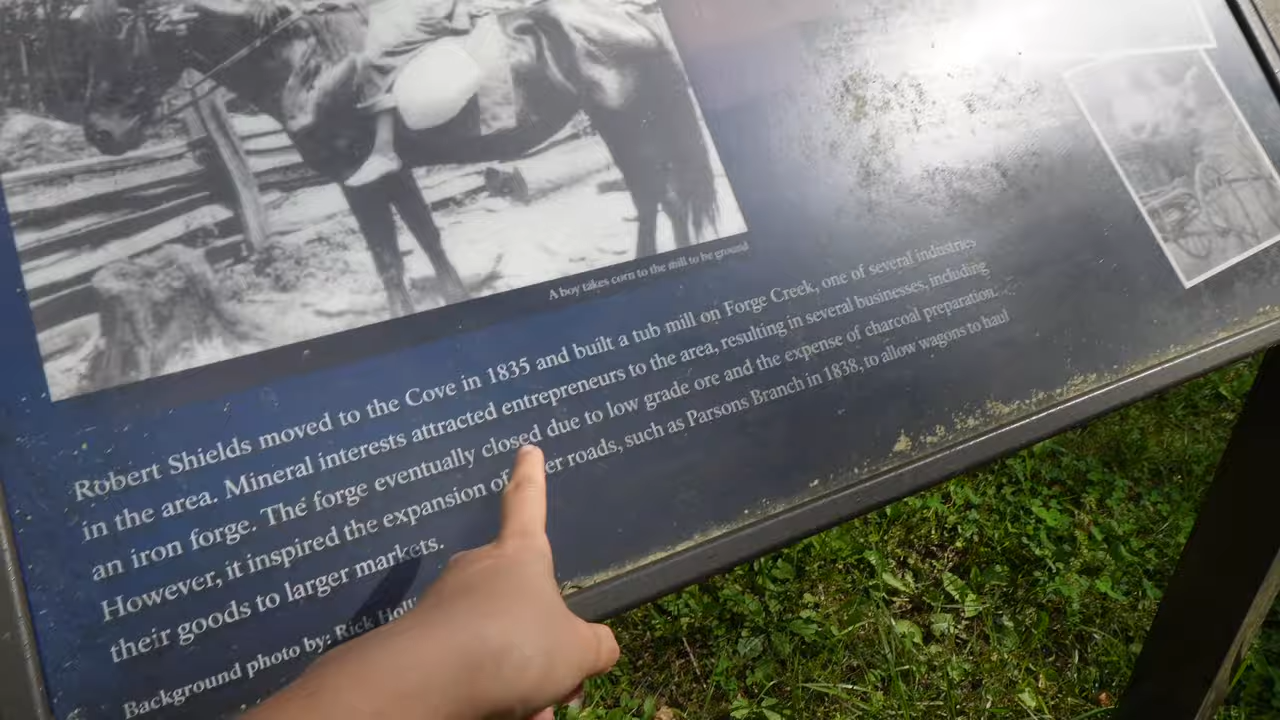 A boy takes corn to the mill to be ground
Robert Shields moved to the Cove in 1835 and built a tub mill on Forge Creek, one of several industries
in the area. Mineral interests attracted entrepreneurs to the area, resulting in several businesses, including
an iron forge. The forge eventually closed due to low grade ore and the expense of charcoal preparation.
However, it inspired the expansion of roads, such as Parsons Branch in 1838, to allow wagons to haul
their goods to larger markets.
Background photo by: Rick